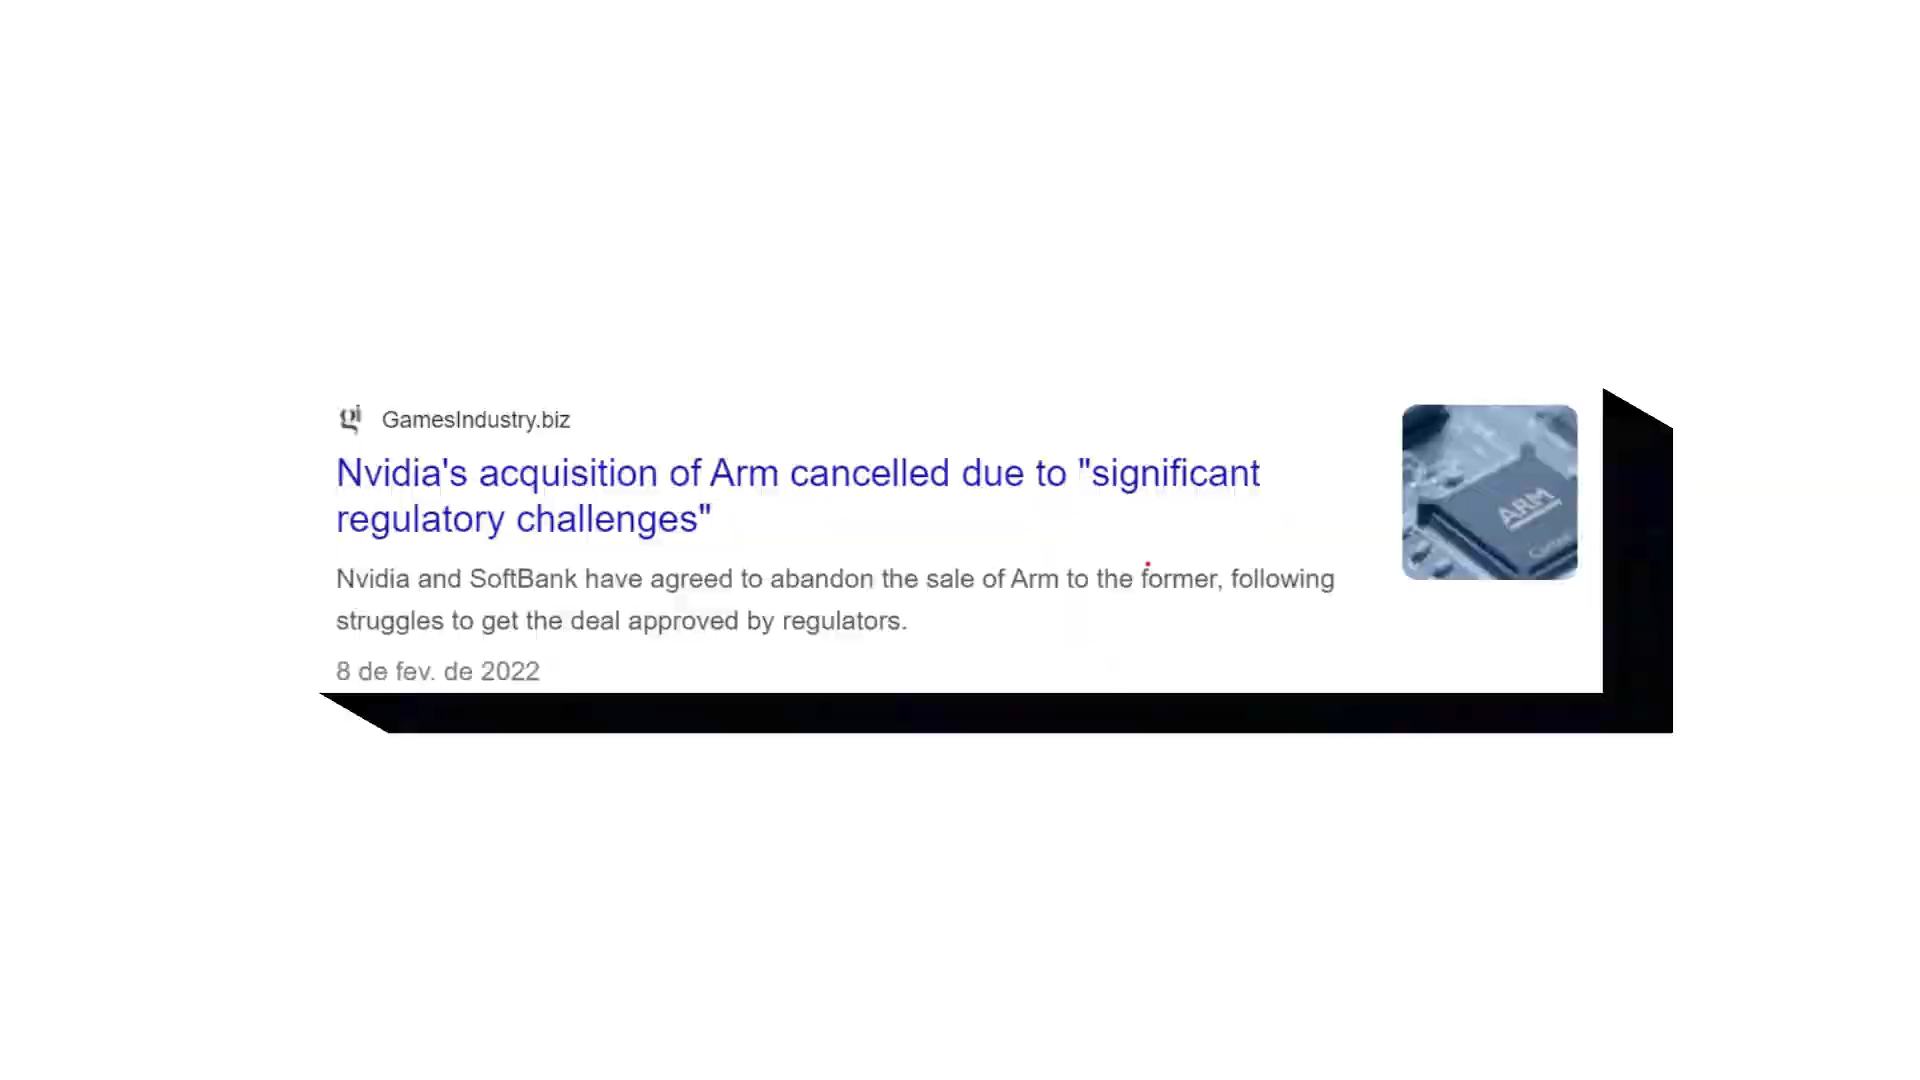 gi GamesIndustry.biz
Nvidia's acquisition of Arm cancelled due to "significant
regulatory challenges"
Nvidia and SoftBank have agreed to abandon the sale of Arm to the former, following
struggles to get the deal approved by regulators.
8 de fev. de 2022
ARM